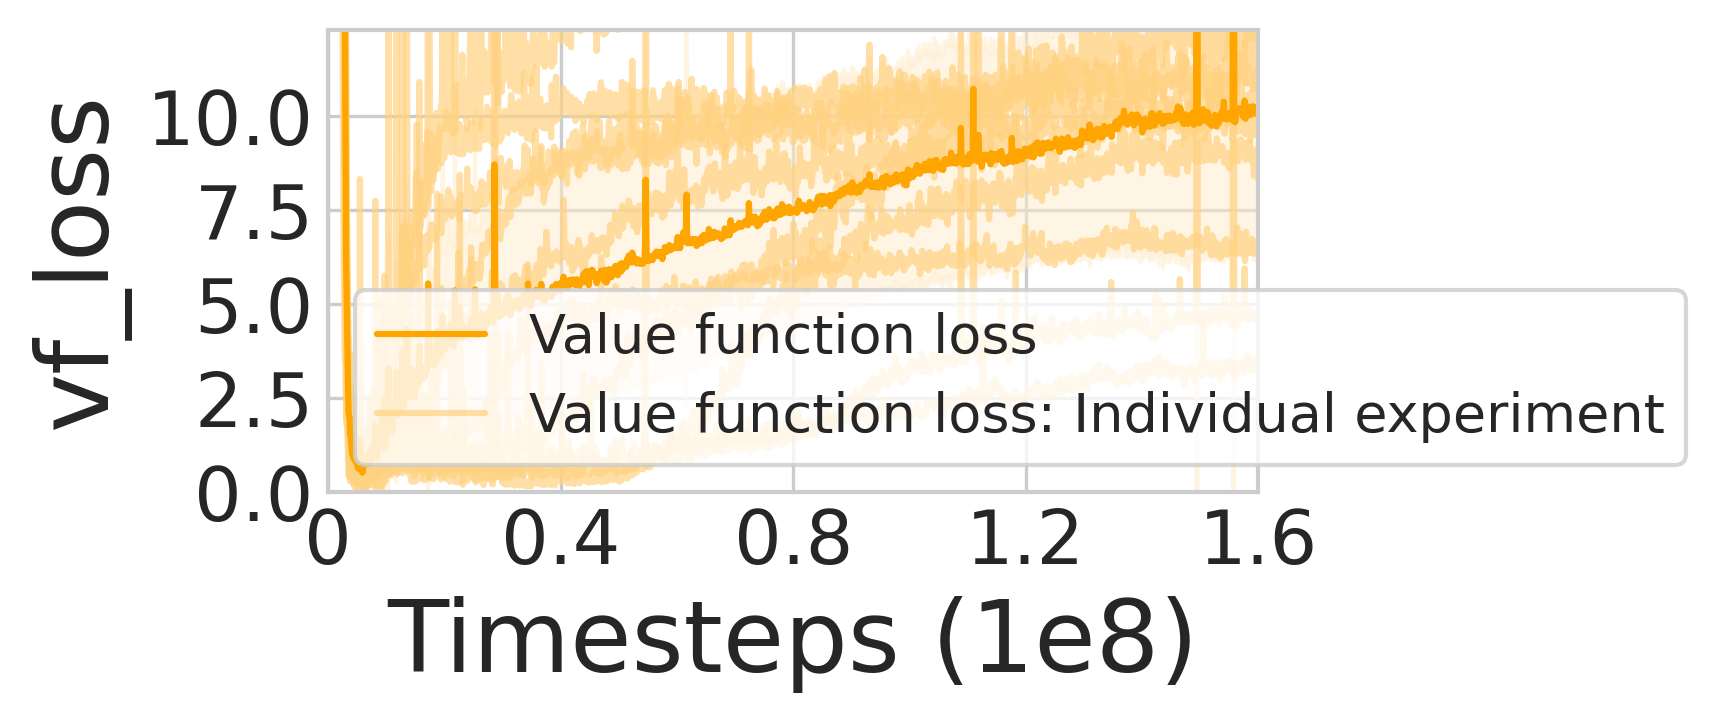 vf_loss
10.0
7.5
5.0
2.5
0.0
Value function loss
Value function loss: Individual experiment
0 0.4 0.8 1.2 1.6
Timesteps (1e8)